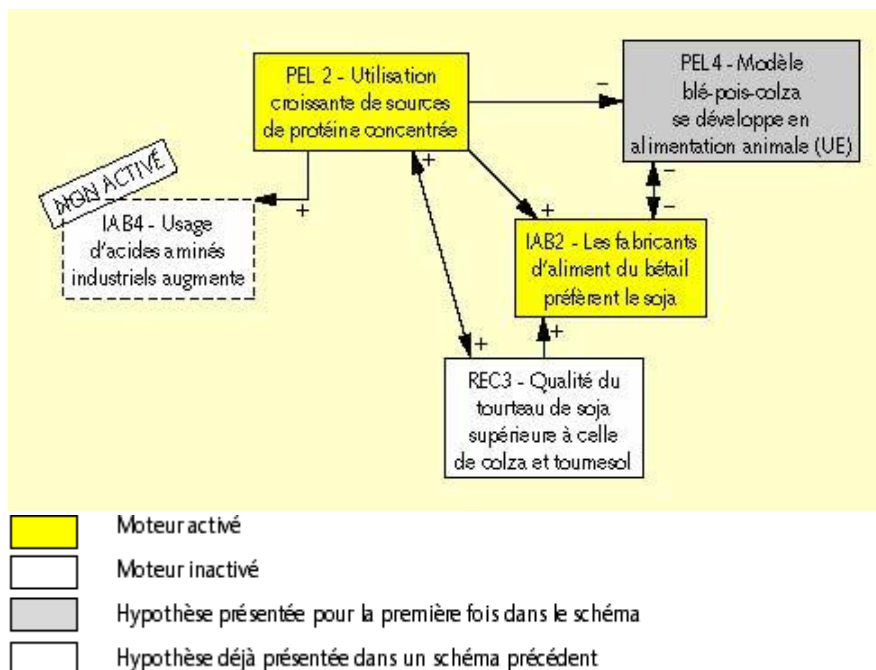 PEL 2 - Utilisation
croissante de sources
de protéine concentrée
PEL4 - Modèle
blé-pois-colza
se développe en
alimentation animale (UE)
−
+
NON ACTIVÉ
+
IAB4 - Usage
d'acides aminés
industriels augmente
+
−
−
IAB2 - Les fabricants
d'aliment du bétail
préfèrent le soja
+
+
REC3 - Qualité du
tourteau de soja
supérieure à celle
de colza et tournesol
Moteur activé
Moteur inactivé
Hypothèse présentée pour la première fois dans le schéma
Hypothèse déjà présentée dans un schéma précédent